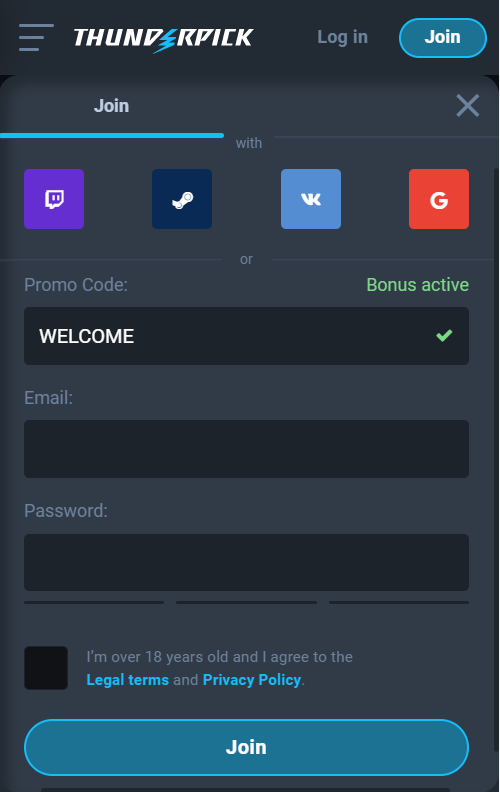 THUNDERPICK
Log in
Join
Join
with
or
Promo Code:
Bonus active
WELCOME
Email:
Password:
I'm over 18 years old and I agree to the
Legal terms and Privacy Policy.
Join